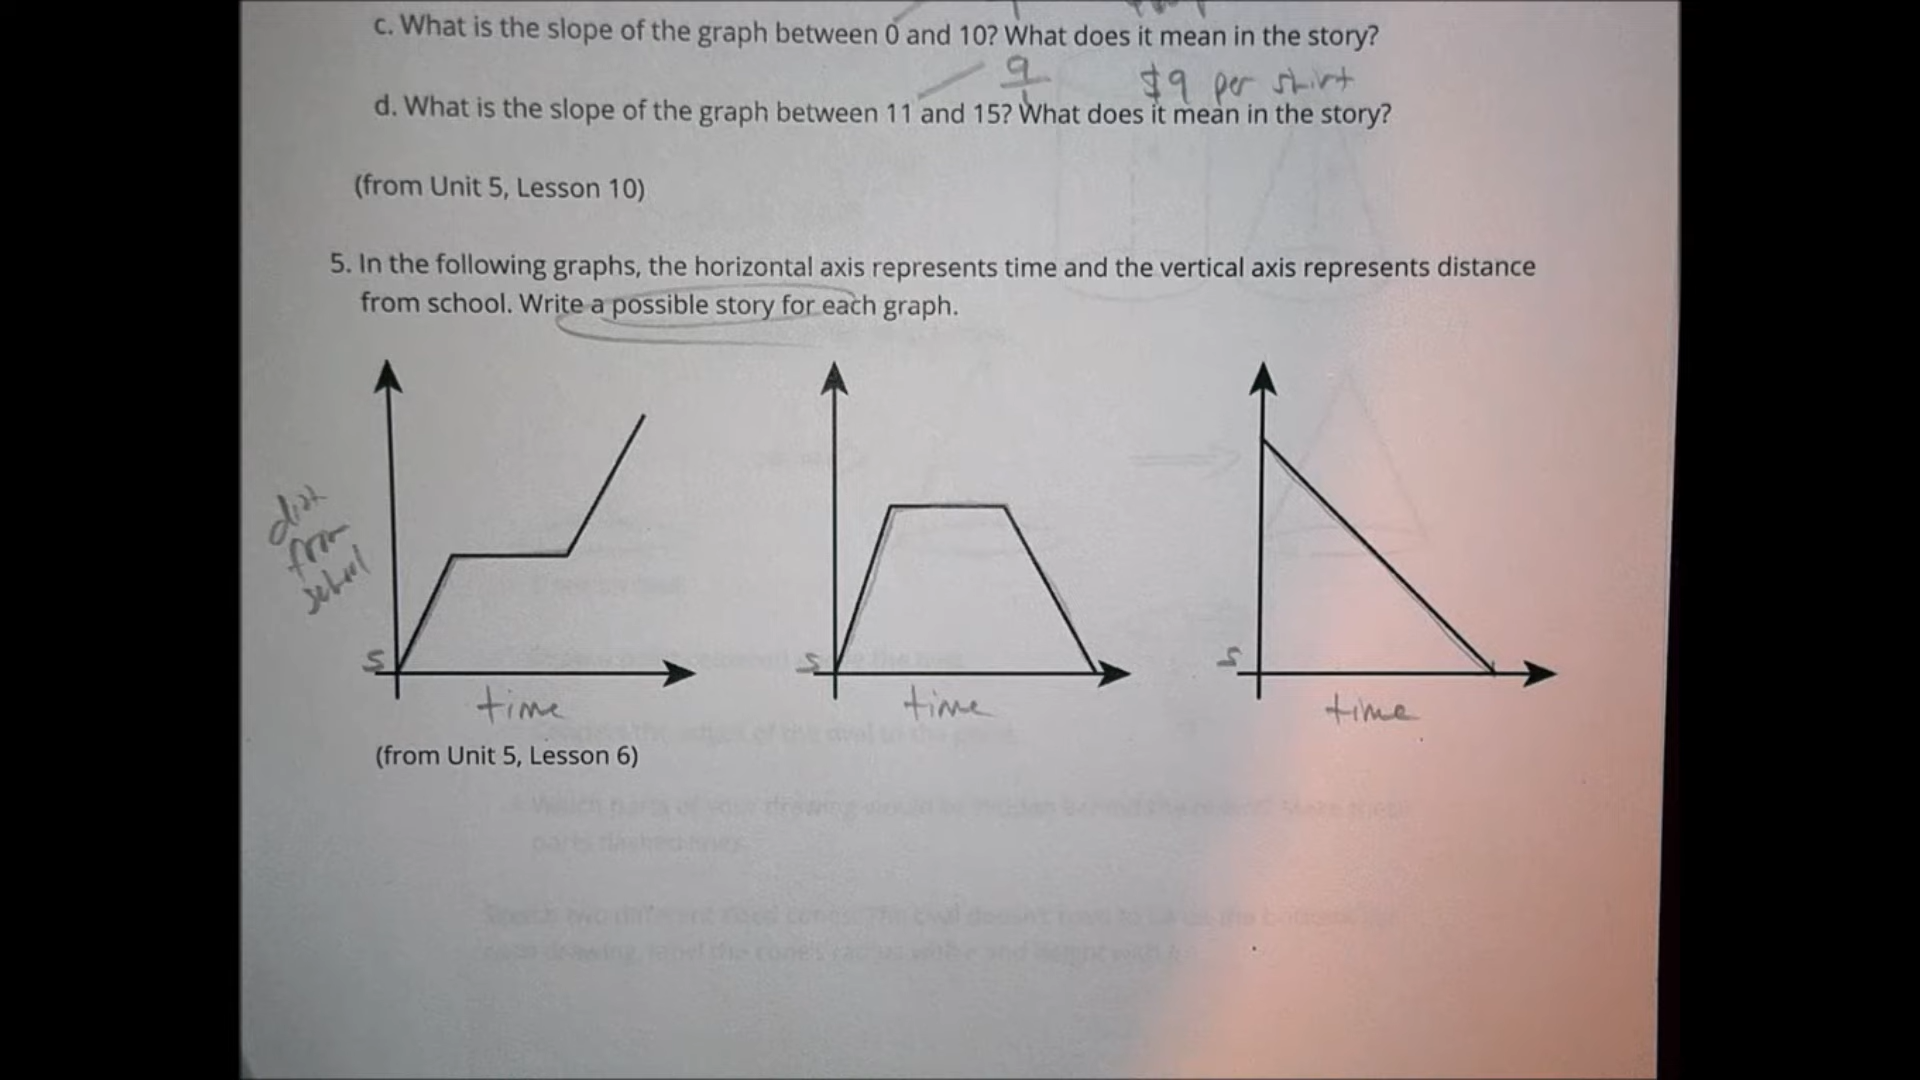 c. What is the slope of the graph between 0 and 10? What does it mean in the story?
9
1
$9 per shirt
d. What is the slope of the graph between 11 and 15? What does it mean in the story?
(from Unit 5, Lesson 10)
5. In the following graphs, the horizontal axis represents time and the vertical axis represents distance
from school. Write a possible story for each graph.
dist
from
school
S
S
S
time
time
time
(from Unit 5, Lesson 6)